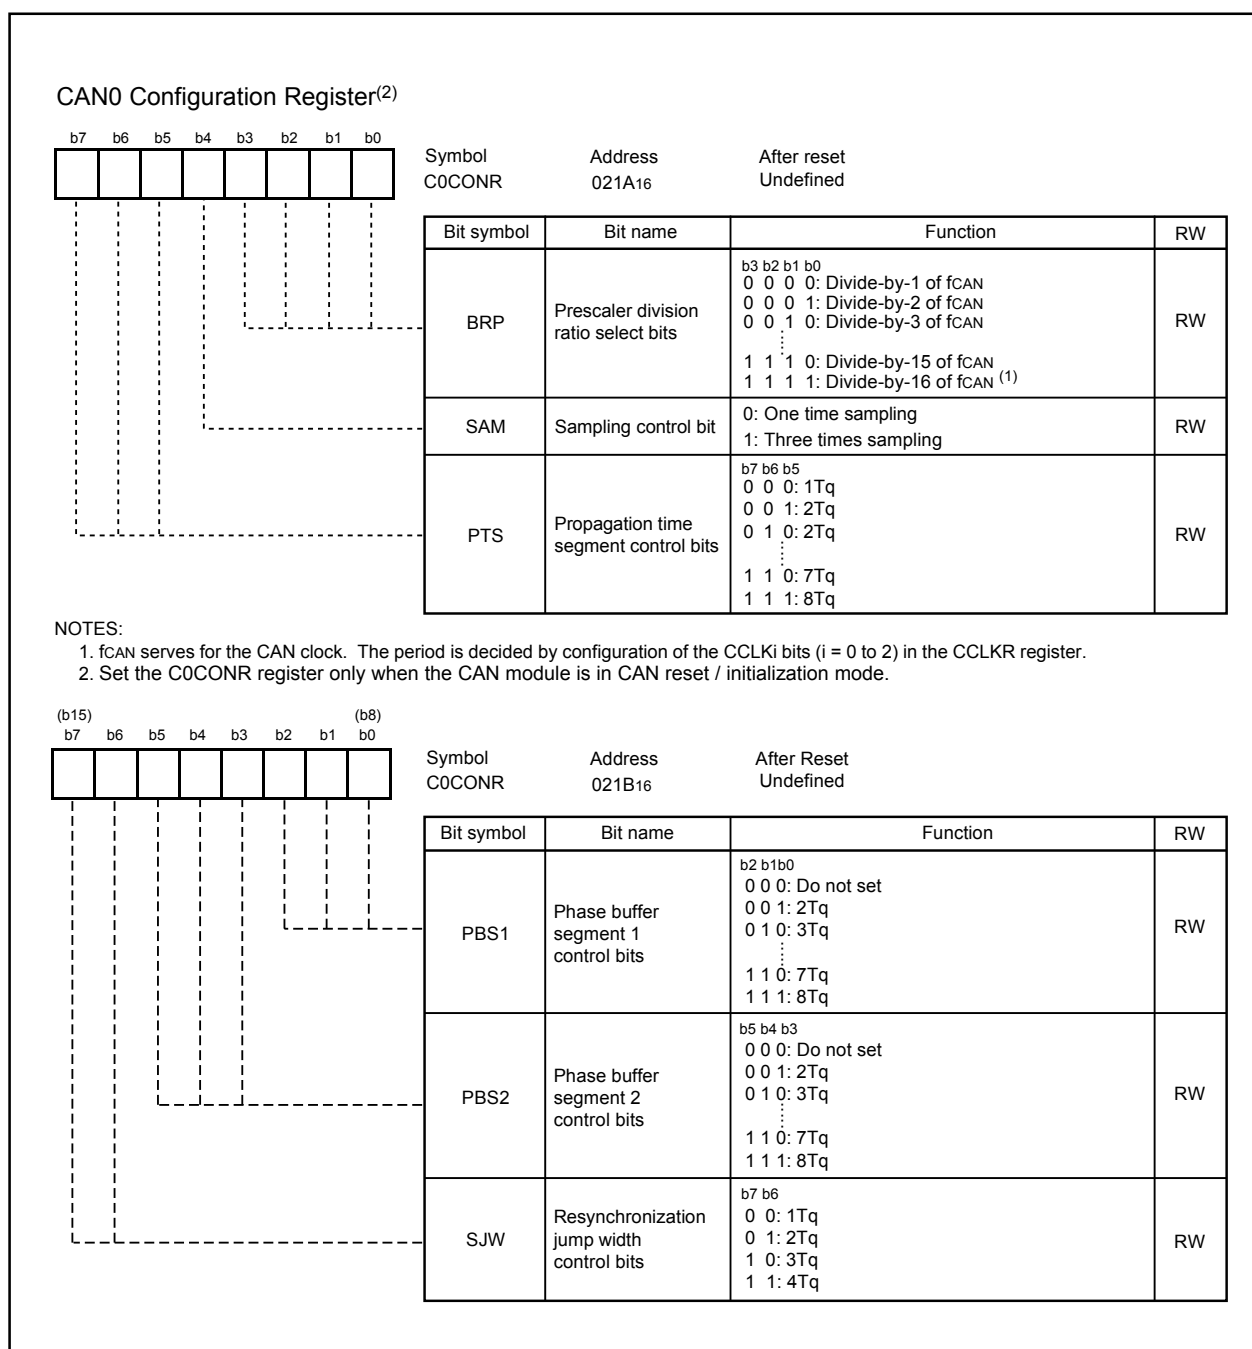 CAN0 Configuration Register(2)
b7 b6 b5 b4 b3 b2 b1 b0
Symbol Address After reset
C0CONR 021A16 Undefined
Bit symbol Bit name Function RW
BRP
Prescaler division
ratio select bits
b3 b2 b1 b0
0 0 0 0: Divide-by-1 of fCAN
0 0 0 1: Divide-by-2 of fCAN
0 0 1 0: Divide-by-3 of fCAN
1 1 1 0: Divide-by-15 of fCAN
1 1 1 1: Divide-by-16 of fCAN (1)
RW
SAM
Sampling control bit
0: One time sampling
1: Three times sampling
RW
PTS
Propagation time
segment control bits
b7 b6 b5
0 0 0: 1Tq
0 0 1: 2Tq
0 1 0: 2Tq
1 1 0: 7Tq
1 1 1: 8Tq
RW
NOTES:
1. fCAN serves for the CAN clock. The period is decided by configuration of the CCLKi bits (i = 0 to 2) in the CCLKR register.
2. Set the C0CONR register only when the CAN module is in CAN reset / initialization mode.
(b15) (b8)
b7 b6 b5 b4 b3 b2 b1 b0
Symbol Address After Reset
C0CONR 021B16 Undefined
Bit symbol Bit name Function RW
PBS1
Phase buffer
segment 1
control bits
b2 b1b0
0 0 0: Do not set
0 0 1: 2Tq
0 1 0: 3Tq
1 1 0: 7Tq
1 1 1: 8Tq
RW
PBS2
Phase buffer
segment 2
control bits
b5 b4 b3
0 0 0: Do not set
0 0 1: 2Tq
0 1 0: 3Tq
1 1 0: 7Tq
1 1 1: 8Tq
RW
SJW
Resynchronization
jump width
control bits
b7 b6
0 0: 1Tq
0 1: 2Tq
1 0: 3Tq
1 1: 4Tq
RW